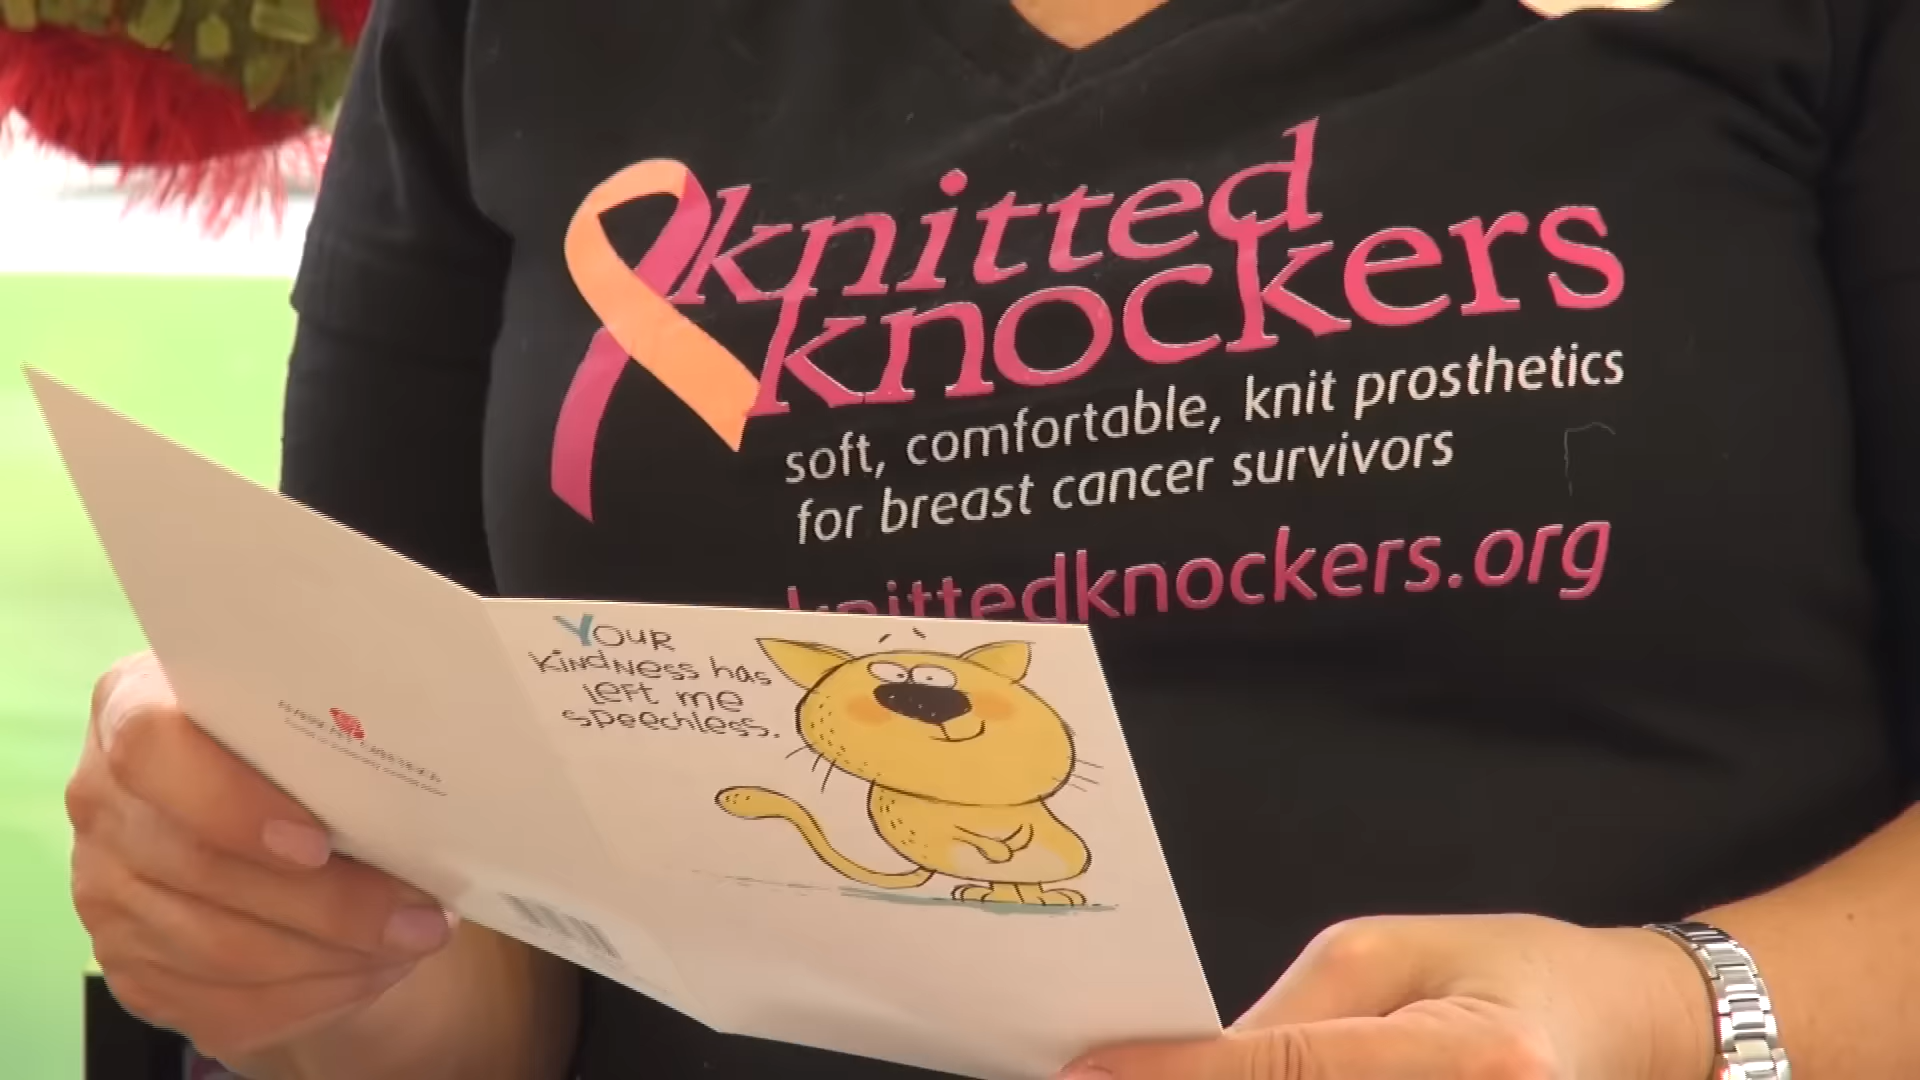 knitted
knockers
soft, comfortable, knit prosthetics
for breast cancer survivors
knittedknockers.org
YOUR
KINDNESS has
LEFT ME
SPEECHLESS.